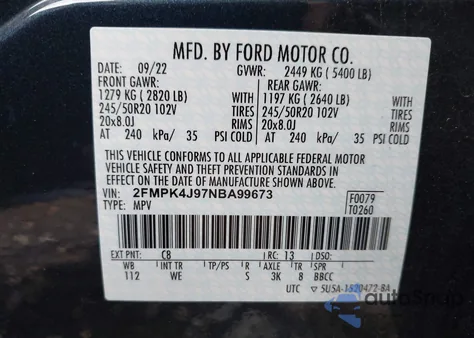 MFD. BY FORD MOTOR CO.
DATE: 09/22 GVWR: 2449 KG ( 5400 LB)
FRONT GAWR: REAR GAWR:
1279 KG ( 2820 LB) WITH 1197 KG ( 2640 LB) WITH
245/50R20 102V TIRES 245/50R20 102V TIRES
20x8.0J RIMS 20x8.0J RIMS
AT 240 kPa/ 35 PSI COLD AT 240 kPa/ 35 PSI COLD
THIS VEHICLE CONFORMS TO ALL APPLICABLE FEDERAL MOTOR
VEHICLE SAFETY AND THEFT PREVENTION STANDARDS IN
EFFECT ON THE DATE OF MANUFACTURE SHOWN ABOVE.
VIN: 2FMPK4J97NBA99673 F0079
TYPE: MPV T0260
EXT PNT: C8 RC: 13 DSO:
WB INT TR TP/PS R AXLE TR SPR
112 WE S 3K 8 BBCC
UTC 5U5A-1520472-BA
autoSnap